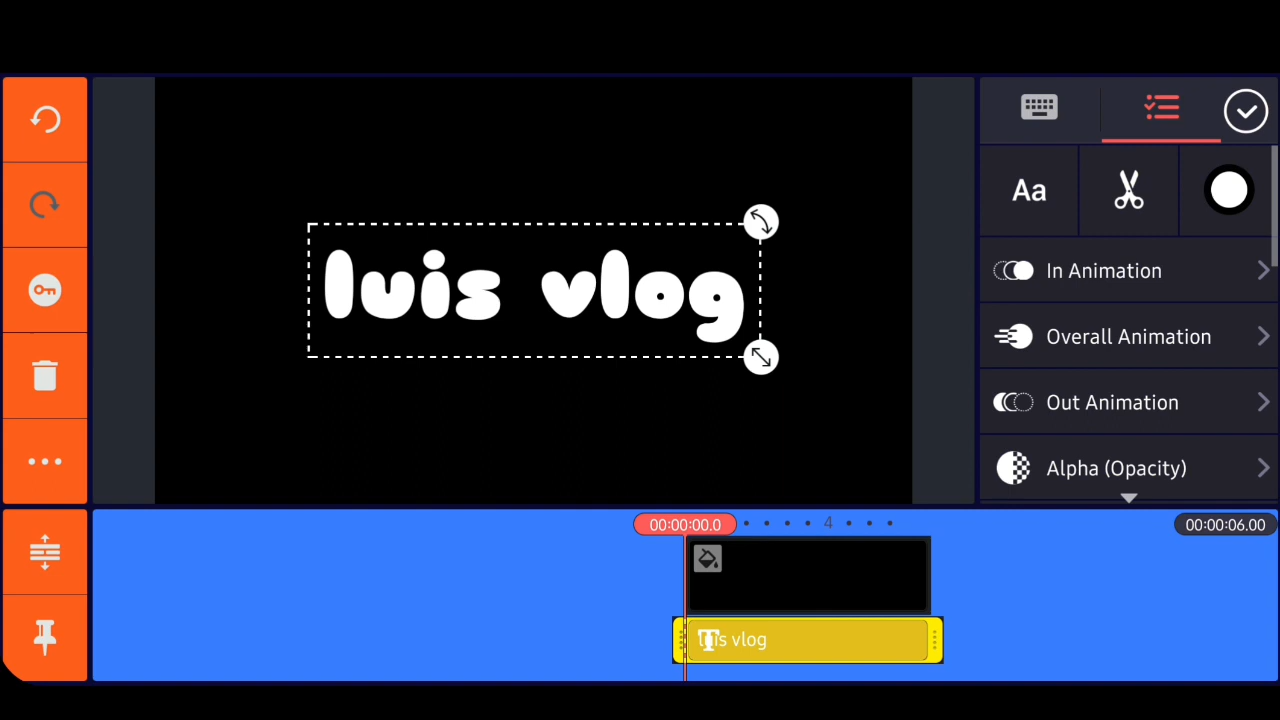 luis vlog
Aa
In Animation
Overall Animation
Out Animation
Alpha (Opacity)
00:00:00.0
4
00:00:06.00
luis vlog